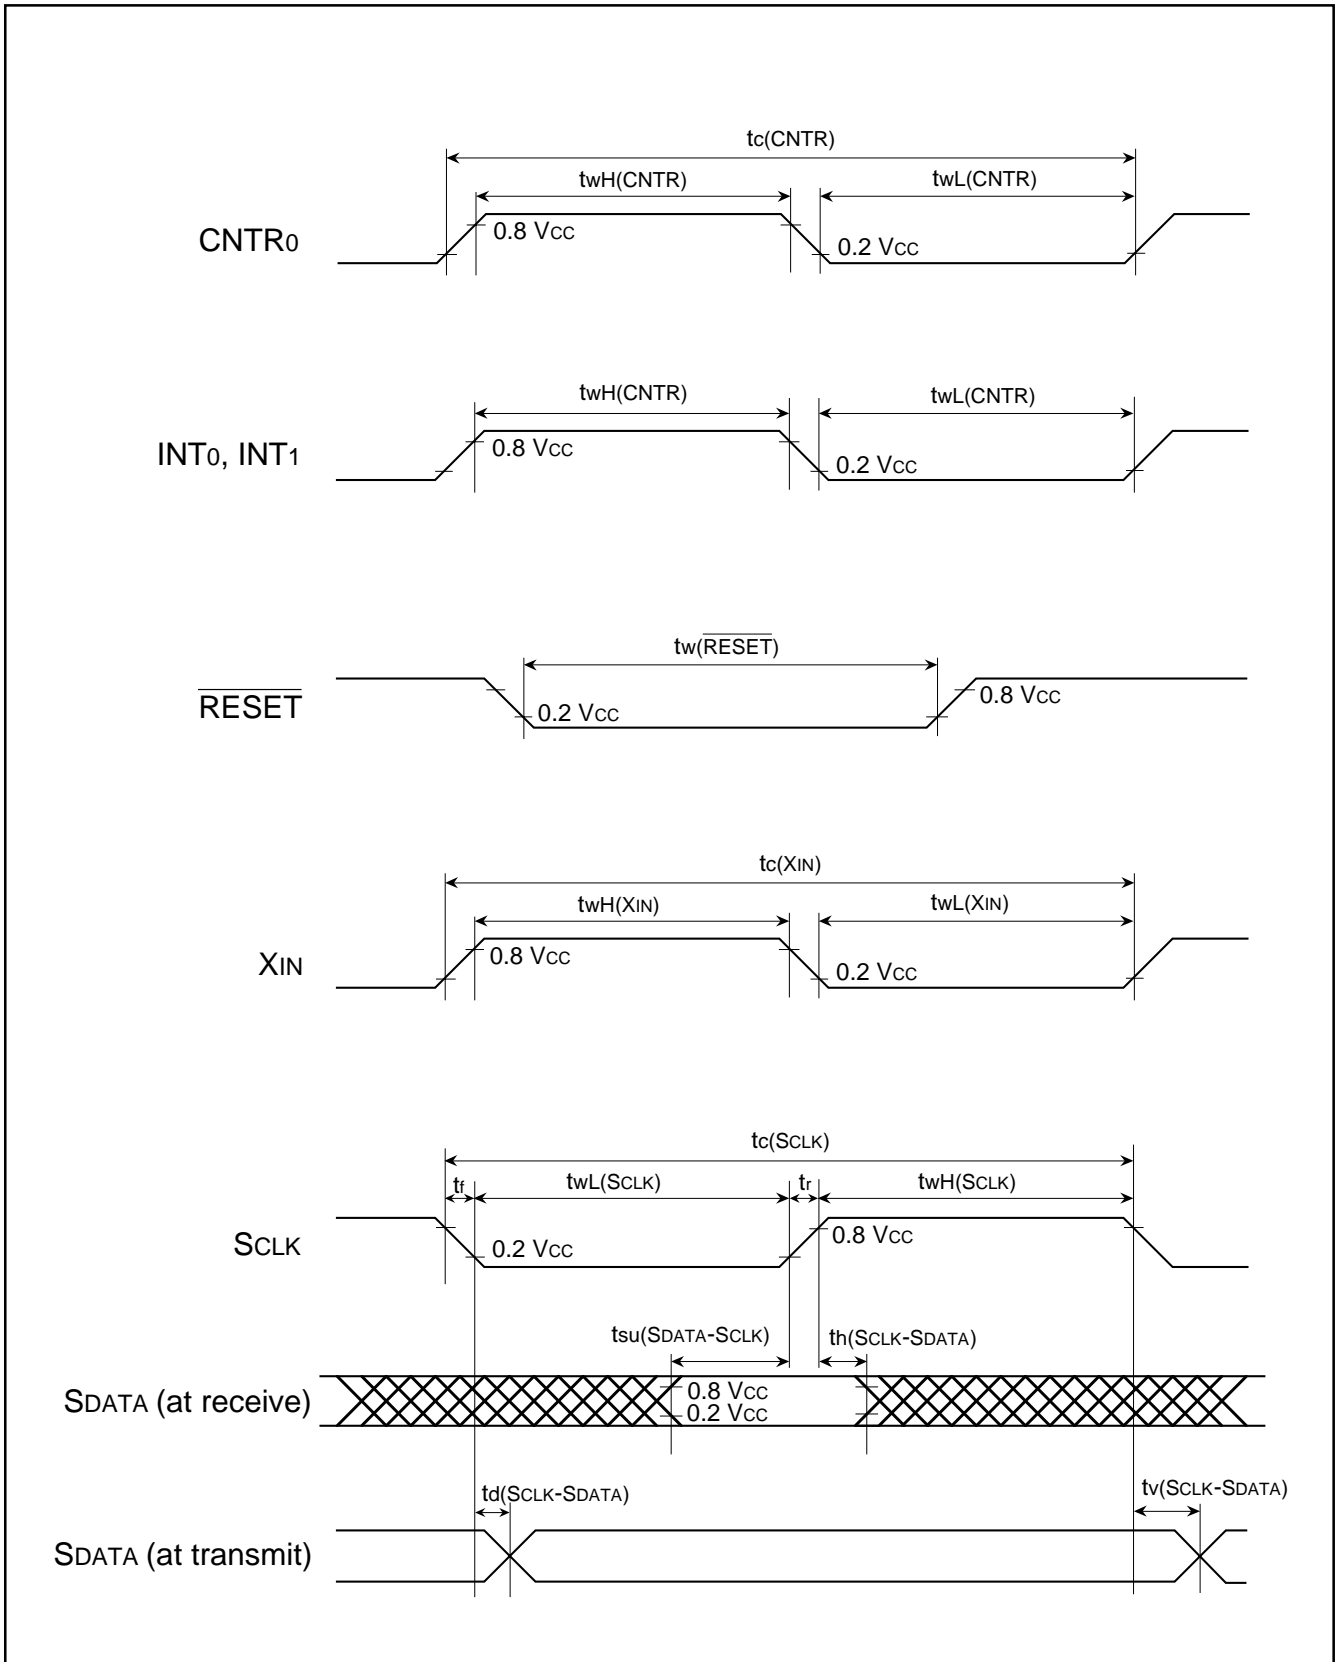 tc(CNTR)
twH(CNTR)
twL(CNTR)
CNTR0
0.8 VCC
0.2 VCC
twH(CNTR)
twL(CNTR)
INT0, INT1
0.8 VCC
0.2 VCC
tw(RESET)
RESET
0.2 VCC
0.8 VCC
tc(XIN)
twH(XIN)
twL(XIN)
XIN
0.8 VCC
0.2 VCC
tc(SCLK)
tf
twL(SCLK)
tr
twH(SCLK)
SCLK
0.2 VCC
0.8 VCC
tsu(SDATA-SCLK)
th(SCLK-SDATA)
SDATA (at receive)
0.8 VCC
0.2 VCC
td(SCLK-SDATA)
tv(SCLK-SDATA)
SDATA (at transmit)